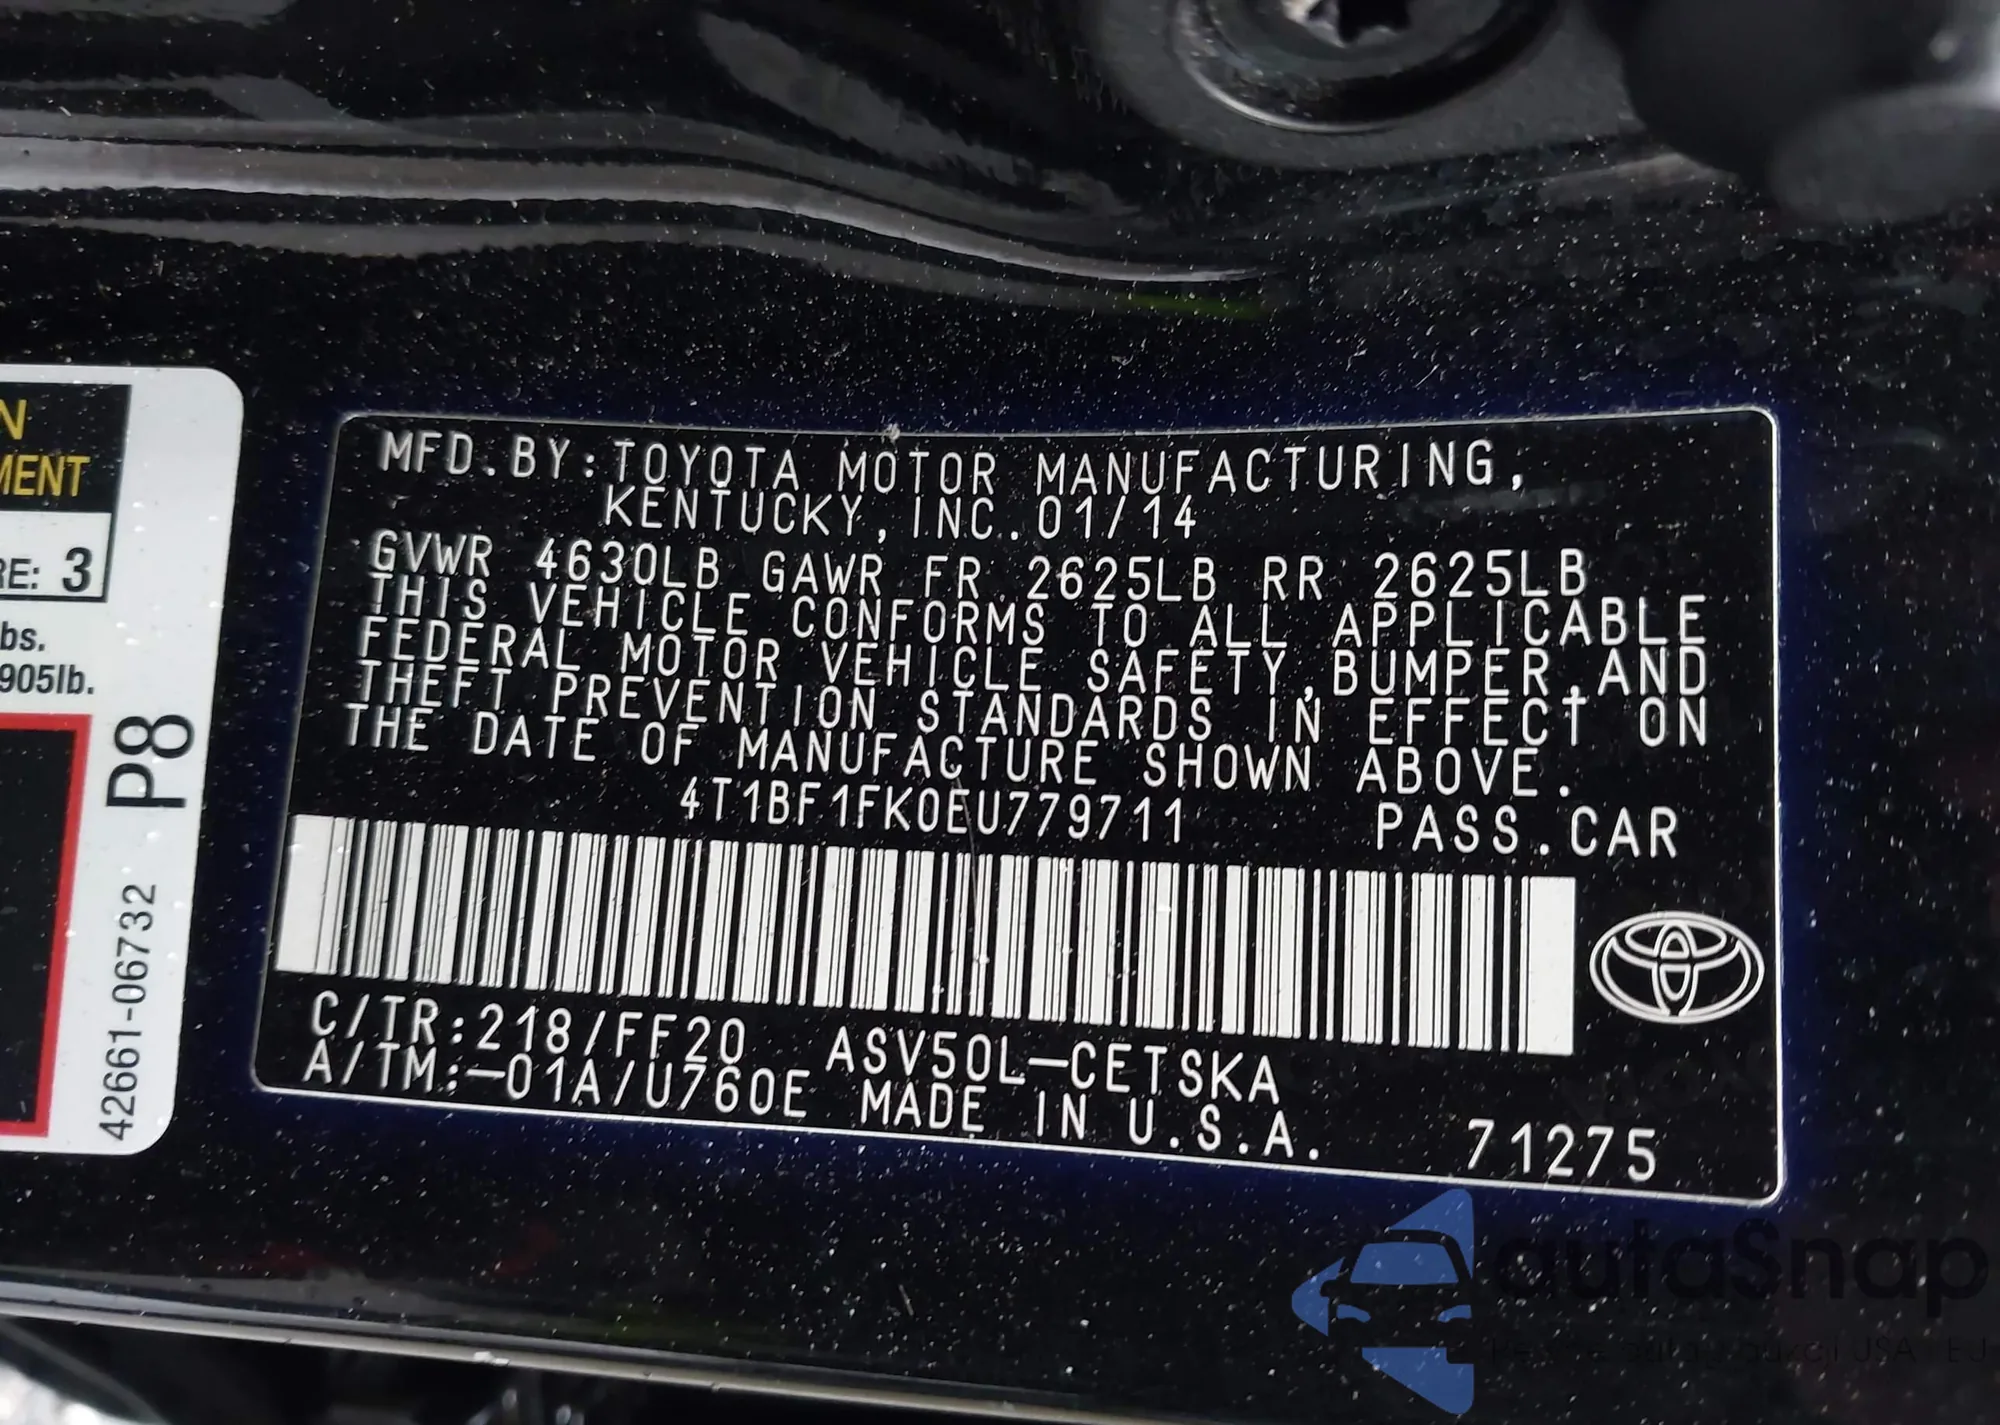 N
MENT
RE: 3
bs.
905lb.
P8
42661-06732
MFD.BY:TOYOTA MOTOR MANUFACTURING,
KENTUCKY,INC.01/14
GVWR 4630LB GAWR FR 2625LB RR 2625LB
THIS VEHICLE CONFORMS TO ALL APPLICABLE
FEDERAL MOTOR VEHICLE SAFETY,BUMPER,AND
THEFT PREVENTION STANDARDS IN EFFECT ON
THE DATE OF MANUFACTURE SHOWN ABOVE.
4T1BF1FK0EU779711 PASS.CAR
C/TR:218/FF20 ASV50L-CETSKA
A/TM:-01A/U760E MADE IN U.S.A.
71275
autaSnap